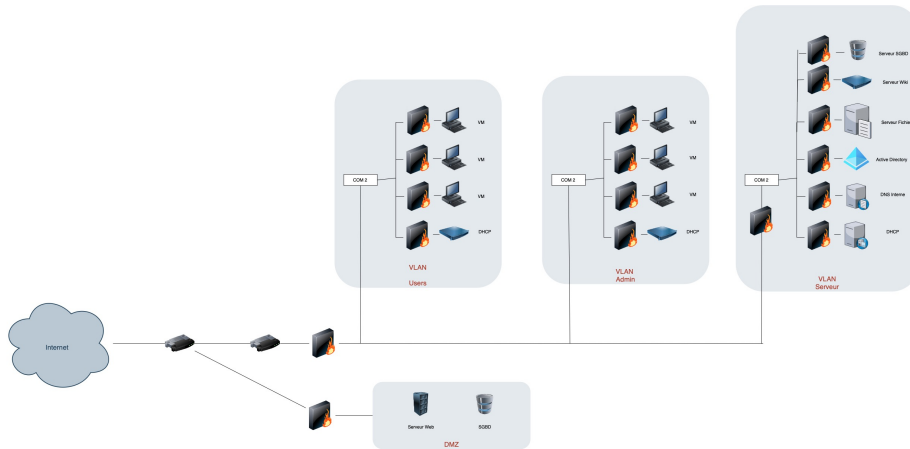 Serveur SGBD
Serveur Wiki
Serveur Fichier
Active Directory
DNS Interne
DHCP
COM 2
VLAN
Serveur
VM
VM
VM
DHCP
COM 2
VLAN
Users
VM
VM
VM
DHCP
COM 2
VLAN
Admin
Internet
Serveur Web
SGBD
DMZ